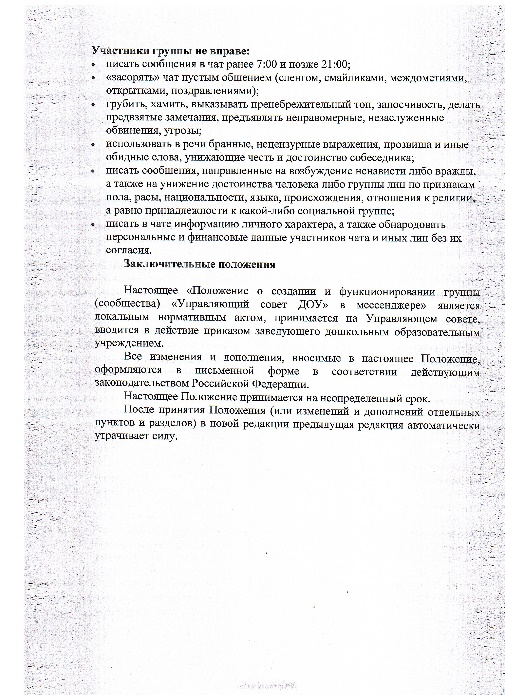 Участники группы не вправе:
• писать сообщения в чат ранее 7:00 и позже 21:00;
• «засорять» чат пустым общением (сленгом, смайликами, междометиями,
открытками, поздравлениями);
• грубить, хамить, выказывать пренебрежительный тон, заносчивость, делать
предвзятые замечания, предъявлять неправомерные, незаслуженные
обвинения, угрозы;
• использовать в речи бранные, нецензурные выражения, прозвища и иные
обидные слова, унижающие честь и достоинство собеседника;
• писать сообщения, направленные на возбуждение ненависти либо вражды,
а также на унижение достоинства человека либо группы лиц по признакам
пола, расы, национальности, языка, происхождения, отношения к религии,
а равно принадлежности к какой-либо социальной группе;
• писать в чате информацию личного характера, а также обнародовать
персональные и финансовые данные участников чата и иных лиц без их
согласия.
Заключительные положения
Настоящее «Положение о создании и функционировании группы
(сообщества) «Управляющий совет ДОУ» в мессенджере» является
локальным нормативным актом, принимается на Управляющем совете,
вводится в действие приказом заведующего дошкольным образовательным
учреждением.
Все изменения и дополнения, вносимые в настоящее Положение,
оформляются в письменной форме в соответствии действующим
законодательством Российской Федерации.
Настоящее Положение принимается на неопределенный срок.
После принятия Положения (или изменений и дополнений отдельных
пунктов и разделов) в новой редакции предыдущая редакция автоматически
утрачивает силу.